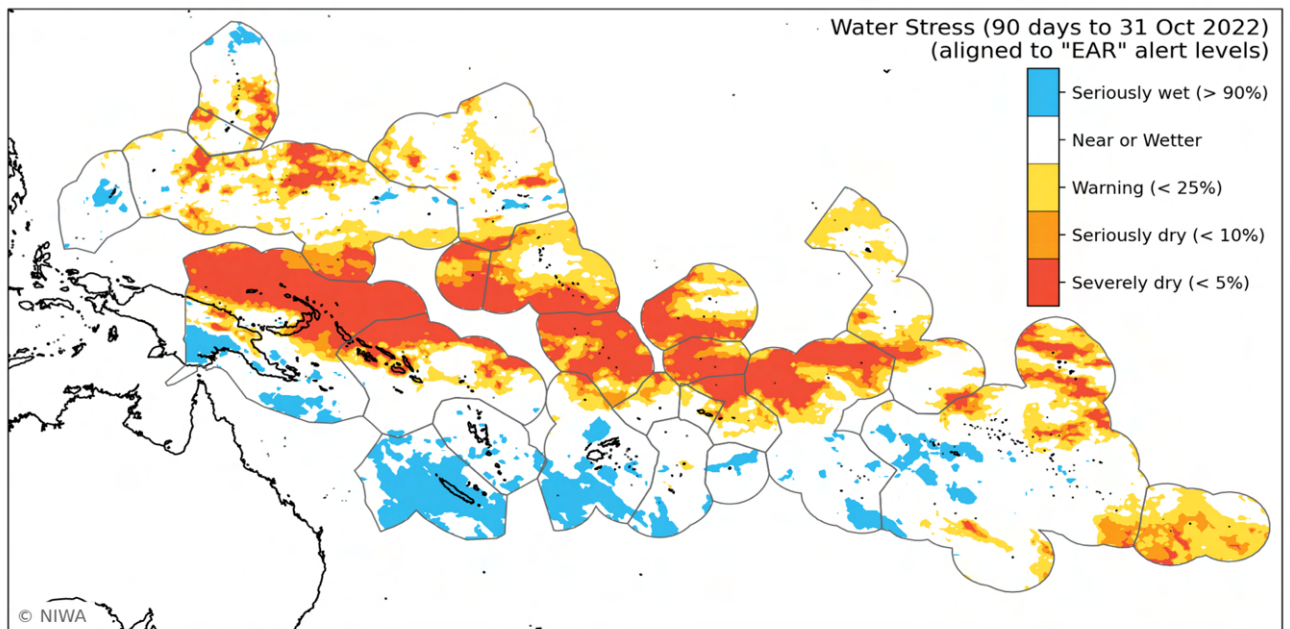 Water Stress (90 days to 31 Oct 2022)
(aligned to "EAR" alert levels)
Seriously wet (> 90%)
Near or Wetter
Warning (< 25%)
Seriously dry (< 10%)
Severely dry (< 5%)
© NIWA